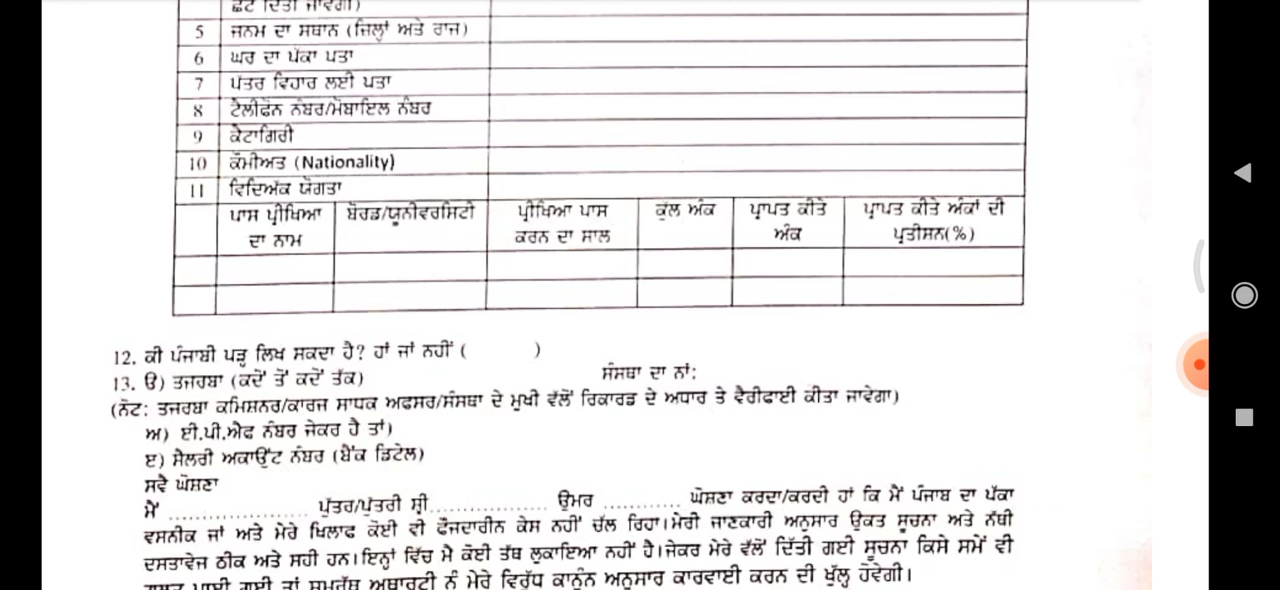 ਛੋਟ ਦਿੱਤੀ ਜਾਵੇਗੀ)
5 ਜਨਮ ਦਾ ਸਥਾਨ (ਜਿਲ੍ਹਾਂ ਅਤੇ ਰਾਜ)
6 ਘਰ ਦਾ ਪੱਕਾ ਪਤਾ
7 ਪੱਤਰ ਵਿਹਾਰ ਲਈ ਪਤਾ
8 ਟੈਲੀਫੋਨ ਨੰਬਰ/ਮੋਬਾਇਲ ਨੰਬਰ
9 ਕੈਟਾਗਿਰੀ
10 ਕੌਮੀਅਤ (Nationality)
11 ਵਿਦਿਅੱਕ ਯੋਗਤਾ
ਪਾਸ ਪ੍ਰੀਖਿਆ ਦਾ ਨਾਮ
ਬੋਰਡ/ਯੂਨੀਵਰਸਿਟੀ
ਪ੍ਰੀਖਿਆ ਪਾਸ ਕਰਨ ਦਾ ਸਾਲ
ਕੁੱਲ ਅੰਕ
ਪ੍ਰਾਪਤ ਕੀਤੇ ਅੰਕ
ਪ੍ਰਾਪਤ ਕੀਤੇ ਅੰਕਾਂ ਦੀ ਪ੍ਰਤੀਸਨ(%)
12. ਕੀ ਪੰਜਾਬੀ ਪੜ੍ਹ ਲਿਖ ਸਕਦਾ ਹੈ? ਹਾਂ ਜਾਂ ਨਹੀਂ ( )
13. ੳ) ਤਜਰਬਾ (ਕਦੋਂ ਤੋਂ ਕਦੋਂ ਤੱਕ) ਸੰਸਥਾ ਦਾ ਨਾਂ:
(ਨੋਟ: ਤਜਰਬਾ ਕਮਿਸ਼ਨਰ/ਕਾਰਜ ਸਾਧਕ ਅਫਸਰ/ਸੰਸਥਾ ਦੇ ਮੁਖੀ ਵੱਲੋਂ ਰਿਕਾਰਡ ਦੇ ਅਧਾਰ ਤੇ ਵੈਰੀਫਾਈ ਕੀਤਾ ਜਾਵੇਗਾ)
ਅ) ਈ.ਪੀ.ਐਫ ਨੰਬਰ ਜੇਕਰ ਹੈ ਤਾਂ)
ੲ) ਸੈਲਰੀ ਅਕਾਊਂਟ ਨੰਬਰ (ਬੈਂਕ ਡਿਟੇਲ)
ਸਵੈ ਘੋਸ਼ਣਾ
ਮੈਂ .................... ਪੁੱਤਰ/ਪੁੱਤਰੀ ਸ਼੍ਰੀ................. ਉਮਰ ........... ਘੋਸ਼ਣਾ ਕਰਦਾ/ਕਰਦੀ ਹਾਂ ਕਿ ਮੈਂ ਪੰਜਾਬ ਦਾ ਪੱਕਾ
ਵਸਨੀਕ ਜਾਂ ਅਤੇ ਮੇਰੇ ਖਿਲਾਫ ਕੋਈ ਵੀ ਫੌਜਦਾਰੀਨ ਕੇਸ ਨਹੀਂ ਚੱਲ ਰਿਹਾ।ਮੇਰੀ ਜਾਣਕਾਰੀ ਅਨੁਸਾਰ ਉਕਤ ਸੂਚਨਾ ਅਤੇ ਨੱਥੀ
ਦਸਤਾਵੇਜ ਠੀਕ ਅਤੇ ਸਹੀ ਹਨ।ਇਨ੍ਹਾਂ ਵਿੱਚ ਮੈ ਕੋਈ ਤੱਥ ਲੁਕਾਇਆ ਨਹੀਂ ਹੈ।ਜੇਕਰ ਮੇਰੇ ਵੱਲੋਂ ਦਿੱਤੀ ਗਈ ਸੂਚਨਾ ਕਿਸੇ ਸਮੇਂ ਵੀ
ਗਲਤ ਪਾਈ ਗਈ ਤਾਂ ਸਮਰੱਥ ਅਥਾਰਟੀ ਨੂੰ ਮੇਰੇ ਵਿਰੁੱਧ ਕਾਨੂੰਨ ਅਨੁਸਾਰ ਕਾਰਵਾਈ ਕਰਨ ਦੀ ਖੁੱਲ੍ਹ ਹੋਵੇਗੀ।